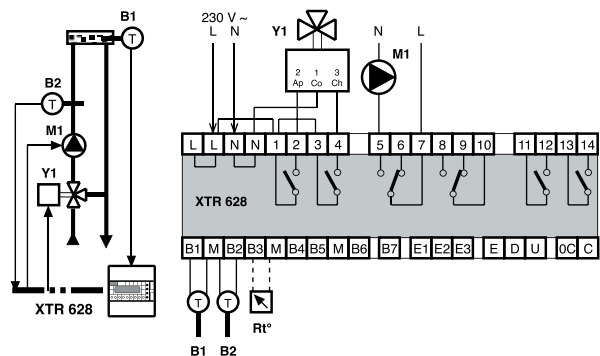 B1
T
B2
T
M1
Y1
XTR 628
230 V ~
L N
Y1
2 1 3
Ap Co Ch
N L
M1
L L N N 1 2 3 4 5 6 7 8 9 10 11 12 13 14
XTR 628
B1 M B2 B3 M B4 B5 M B6 B7 E1 E2 E3 E D U 0C C
T T
Rt°
B1 B2